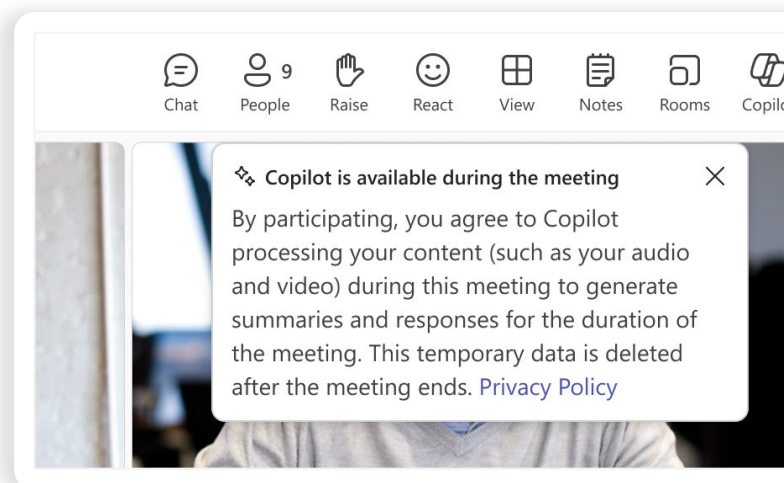 9
Chat People Raise React View Notes Rooms
Copilot is available during the meeting
By participating, you agree to Copilot
processing your content (such as your audio
and video) during this meeting to generate
summaries and responses for the duration of
the meeting. This temporary data is deleted
after the meeting ends. Privacy Policy